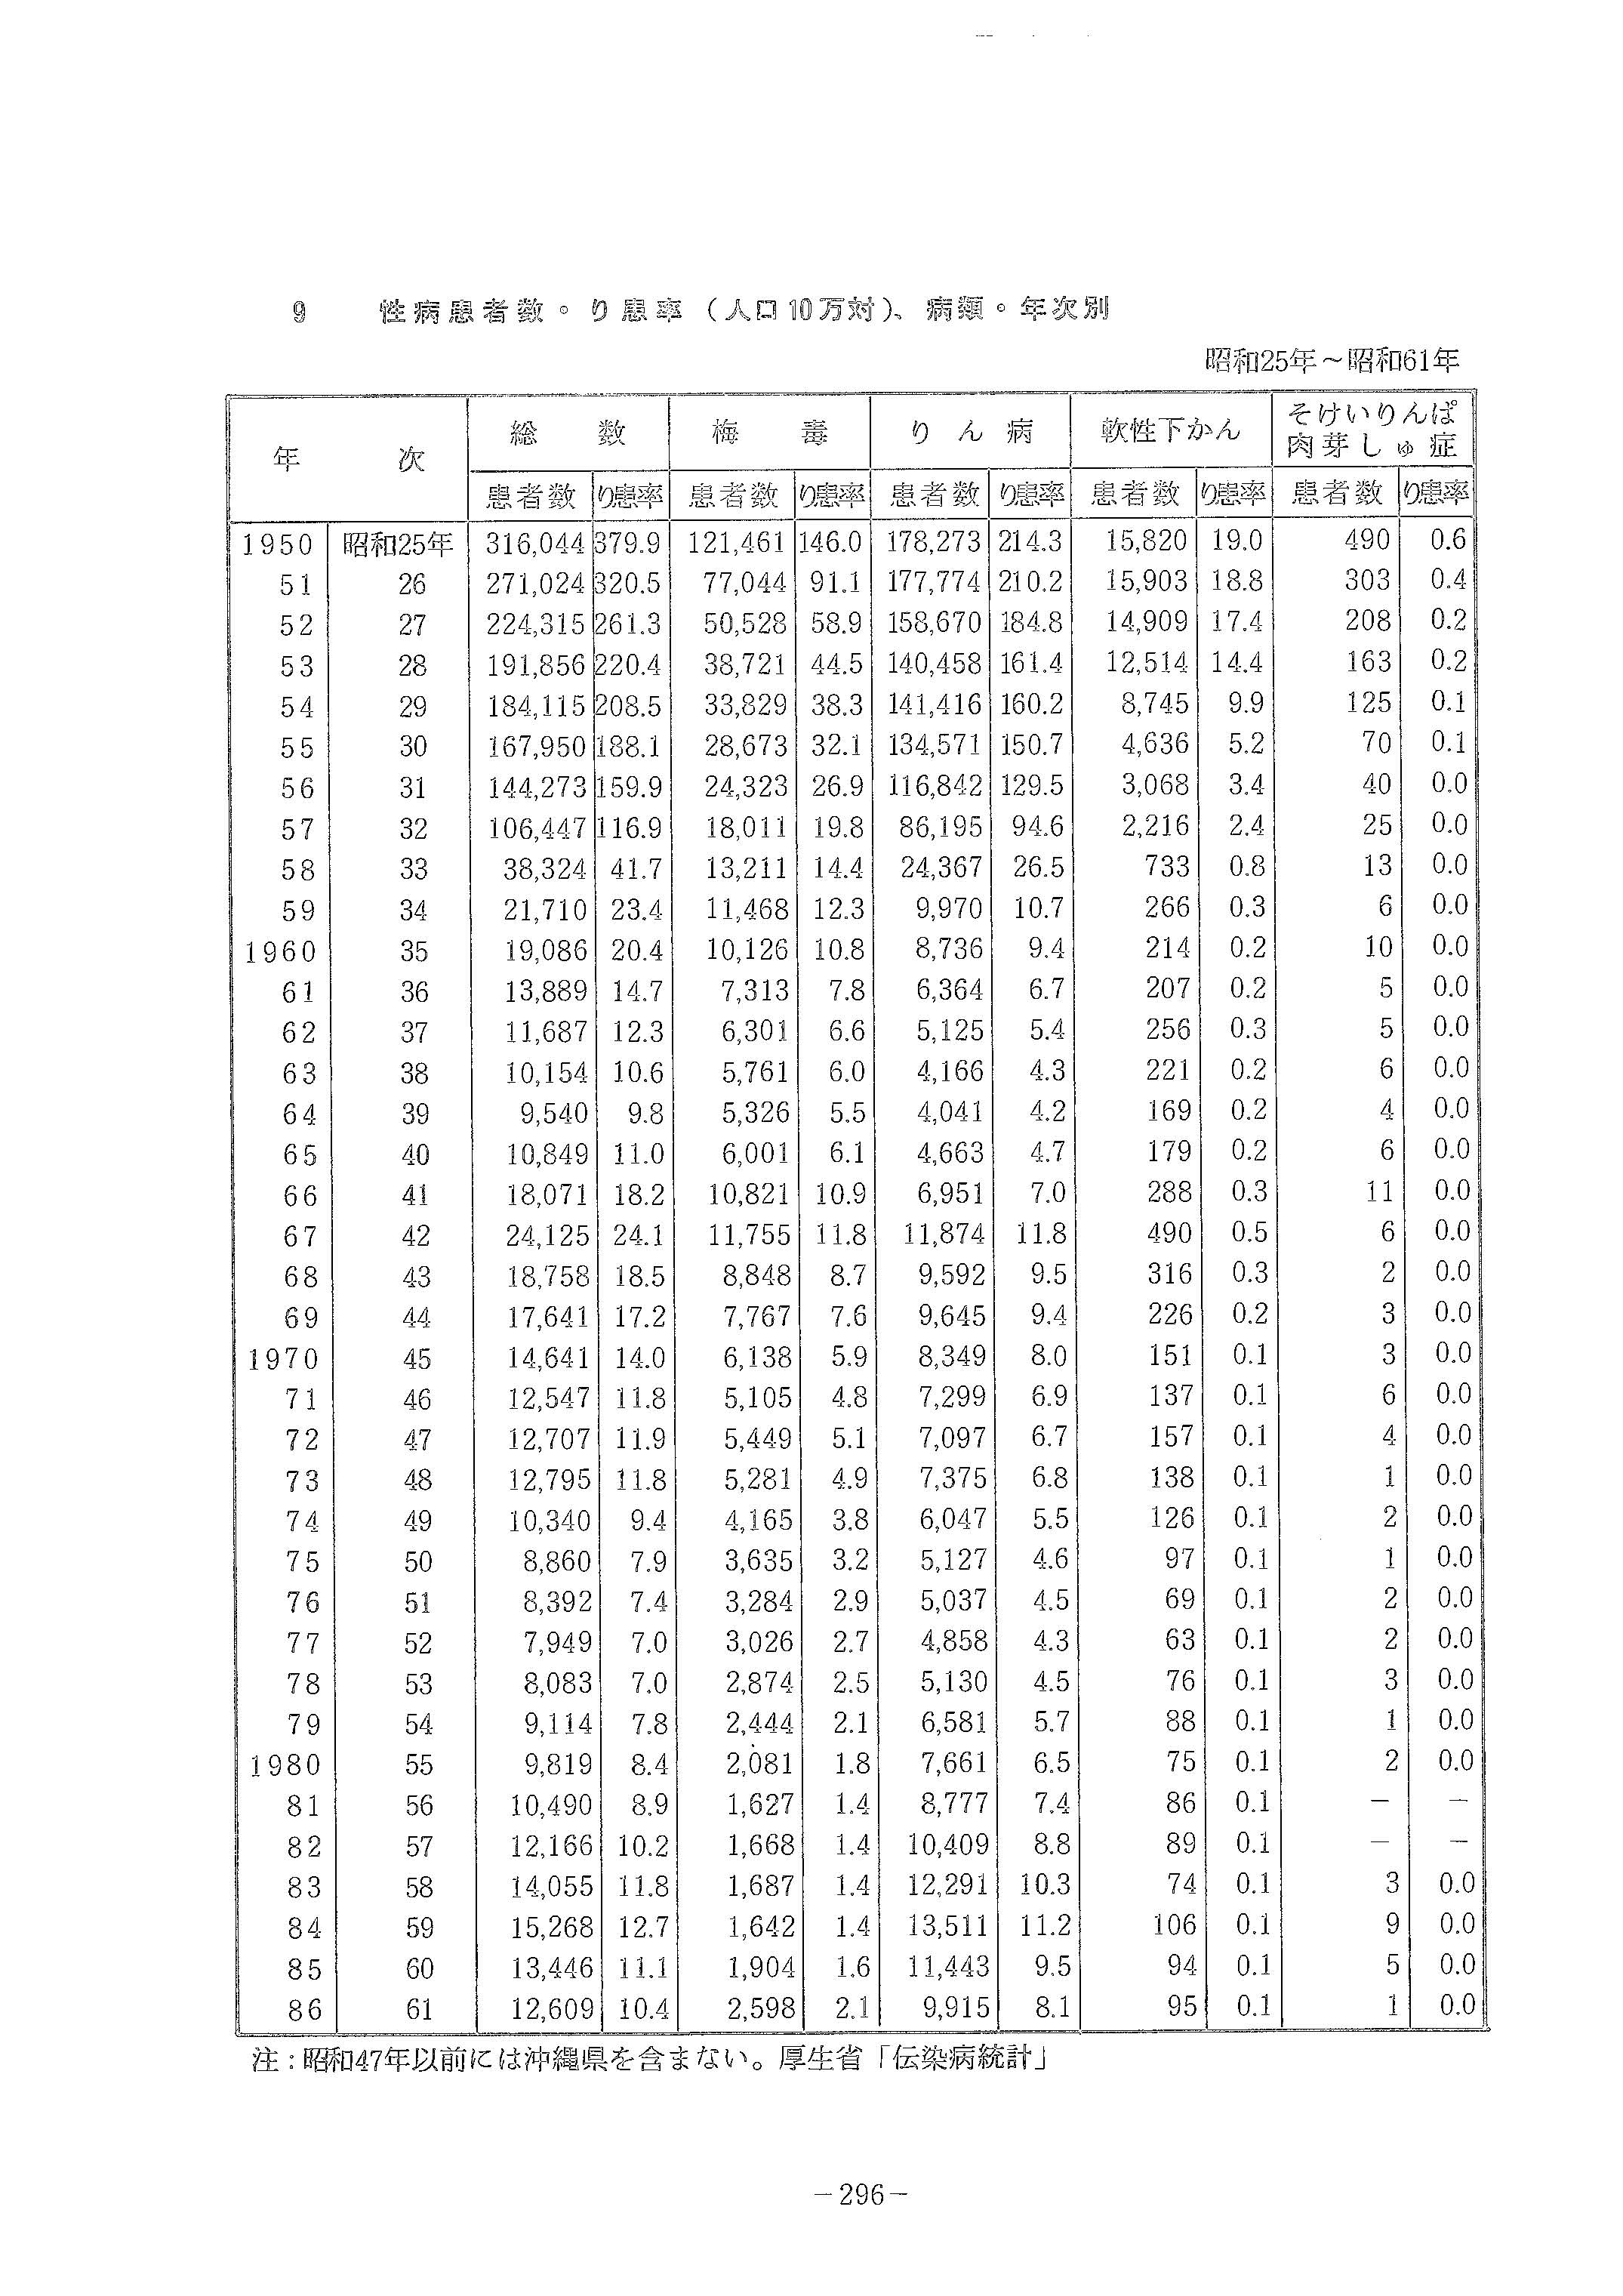 9 性病患者数・り患率（人口10万対）、病類・年次別
昭和25年～昭和61年
年次 総数 梅毒 りん病 軟性下かん そけいりんぱ肉芽しゅ症
患者数 り患率 患者数 り患率 患者数 り患率 患者数 り患率 患者数 り患率
1950 昭和25年 316,044 379.9 121,461 146.0 178,273 214.3 15,820 19.0 490 0.6
51 26 271,024 320.5 77,044 91.1 177,774 210.2 15,903 18.8 303 0.4
52 27 224,315 261.3 50,528 58.9 158,670 184.8 14,909 17.4 208 0.2
53 28 191,856 220.4 38,721 44.5 140,458 161.4 12,514 14.4 163 0.2
54 29 184,115 208.5 33,829 38.3 141,416 160.2 8,745 9.9 125 0.1
55 30 167,950 188.1 28,673 32.1 134,571 150.7 4,636 5.2 70 0.1
56 31 144,273 159.9 24,323 26.9 116,842 129.5 3,068 3.4 40 0.0
57 32 106,447 116.9 18,011 19.8 86,195 94.6 2,216 2.4 25 0.0
58 33 38,324 41.7 13,211 14.4 24,367 26.5 733 0.8 13 0.0
59 34 21,710 23.4 11,468 12.3 9,970 10.7 266 0.3 6 0.0
1960 35 19,086 20.4 10,126 10.8 8,736 9.4 214 0.2 10 0.0
61 36 13,889 14.7 7,313 7.8 6,364 6.7 207 0.2 5 0.0
62 37 11,687 12.3 6,301 6.6 5,125 5.4 256 0.3 5 0.0
63 38 10,154 10.6 5,761 6.0 4,166 4.3 221 0.2 6 0.0
64 39 9,540 9.8 5,326 5.5 4,041 4.2 169 0.2 4 0.0
65 40 10,849 11.0 6,001 6.1 4,663 4.7 179 0.2 6 0.0
66 41 18,071 18.2 10,821 10.9 6,951 7.0 288 0.3 11 0.0
67 42 24,125 24.1 11,755 11.8 11,874 11.8 490 0.5 6 0.0
68 43 18,758 18.5 8,848 8.7 9,592 9.5 316 0.3 2 0.0
69 44 17,641 17.2 7,767 7.6 9,645 9.4 226 0.2 3 0.0
1970 45 14,641 14.0 6,138 5.9 8,349 8.0 151 0.1 3 0.0
71 46 12,547 11.8 5,105 4.8 7,299 6.9 137 0.1 6 0.0
72 47 12,707 11.9 5,449 5.1 7,097 6.7 157 0.1 4 0.0
73 48 12,795 11.8 5,281 4.9 7,375 6.8 138 0.1 1 0.0
74 49 10,340 9.4 4,165 3.8 6,047 5.5 126 0.1 2 0.0
75 50 8,860 7.9 3,635 3.2 5,127 4.6 97 0.1 1 0.0
76 51 8,392 7.4 3,284 2.9 5,037 4.5 69 0.1 2 0.0
77 52 7,949 7.0 3,026 2.7 4,858 4.3 63 0.1 2 0.0
78 53 8,083 7.0 2,874 2.5 5,130 4.5 76 0.1 3 0.0
79 54 9,114 7.8 2,444 2.1 6,581 5.7 88 0.1 1 0.0
1980 55 9,819 8.4 2,081 1.8 7,661 6.5 75 0.1 2 0.0
81 56 10,490 8.9 1,627 1.4 8,777 7.4 86 0.1 － －
82 57 12,166 10.2 1,668 1.4 10,409 8.8 89 0.1 － －
83 58 14,055 11.8 1,687 1.4 12,291 10.3 74 0.1 3 0.0
84 59 15,268 12.7 1,642 1.4 13,511 11.2 106 0.1 9 0.0
85 60 13,446 11.1 1,904 1.6 11,443 9.5 94 0.1 5 0.0
86 61 12,609 10.4 2,598 2.1 9,915 8.1 95 0.1 1 0.0
注：昭和47年以前には沖縄県を含まない。厚生省「伝染病統計」
－296－